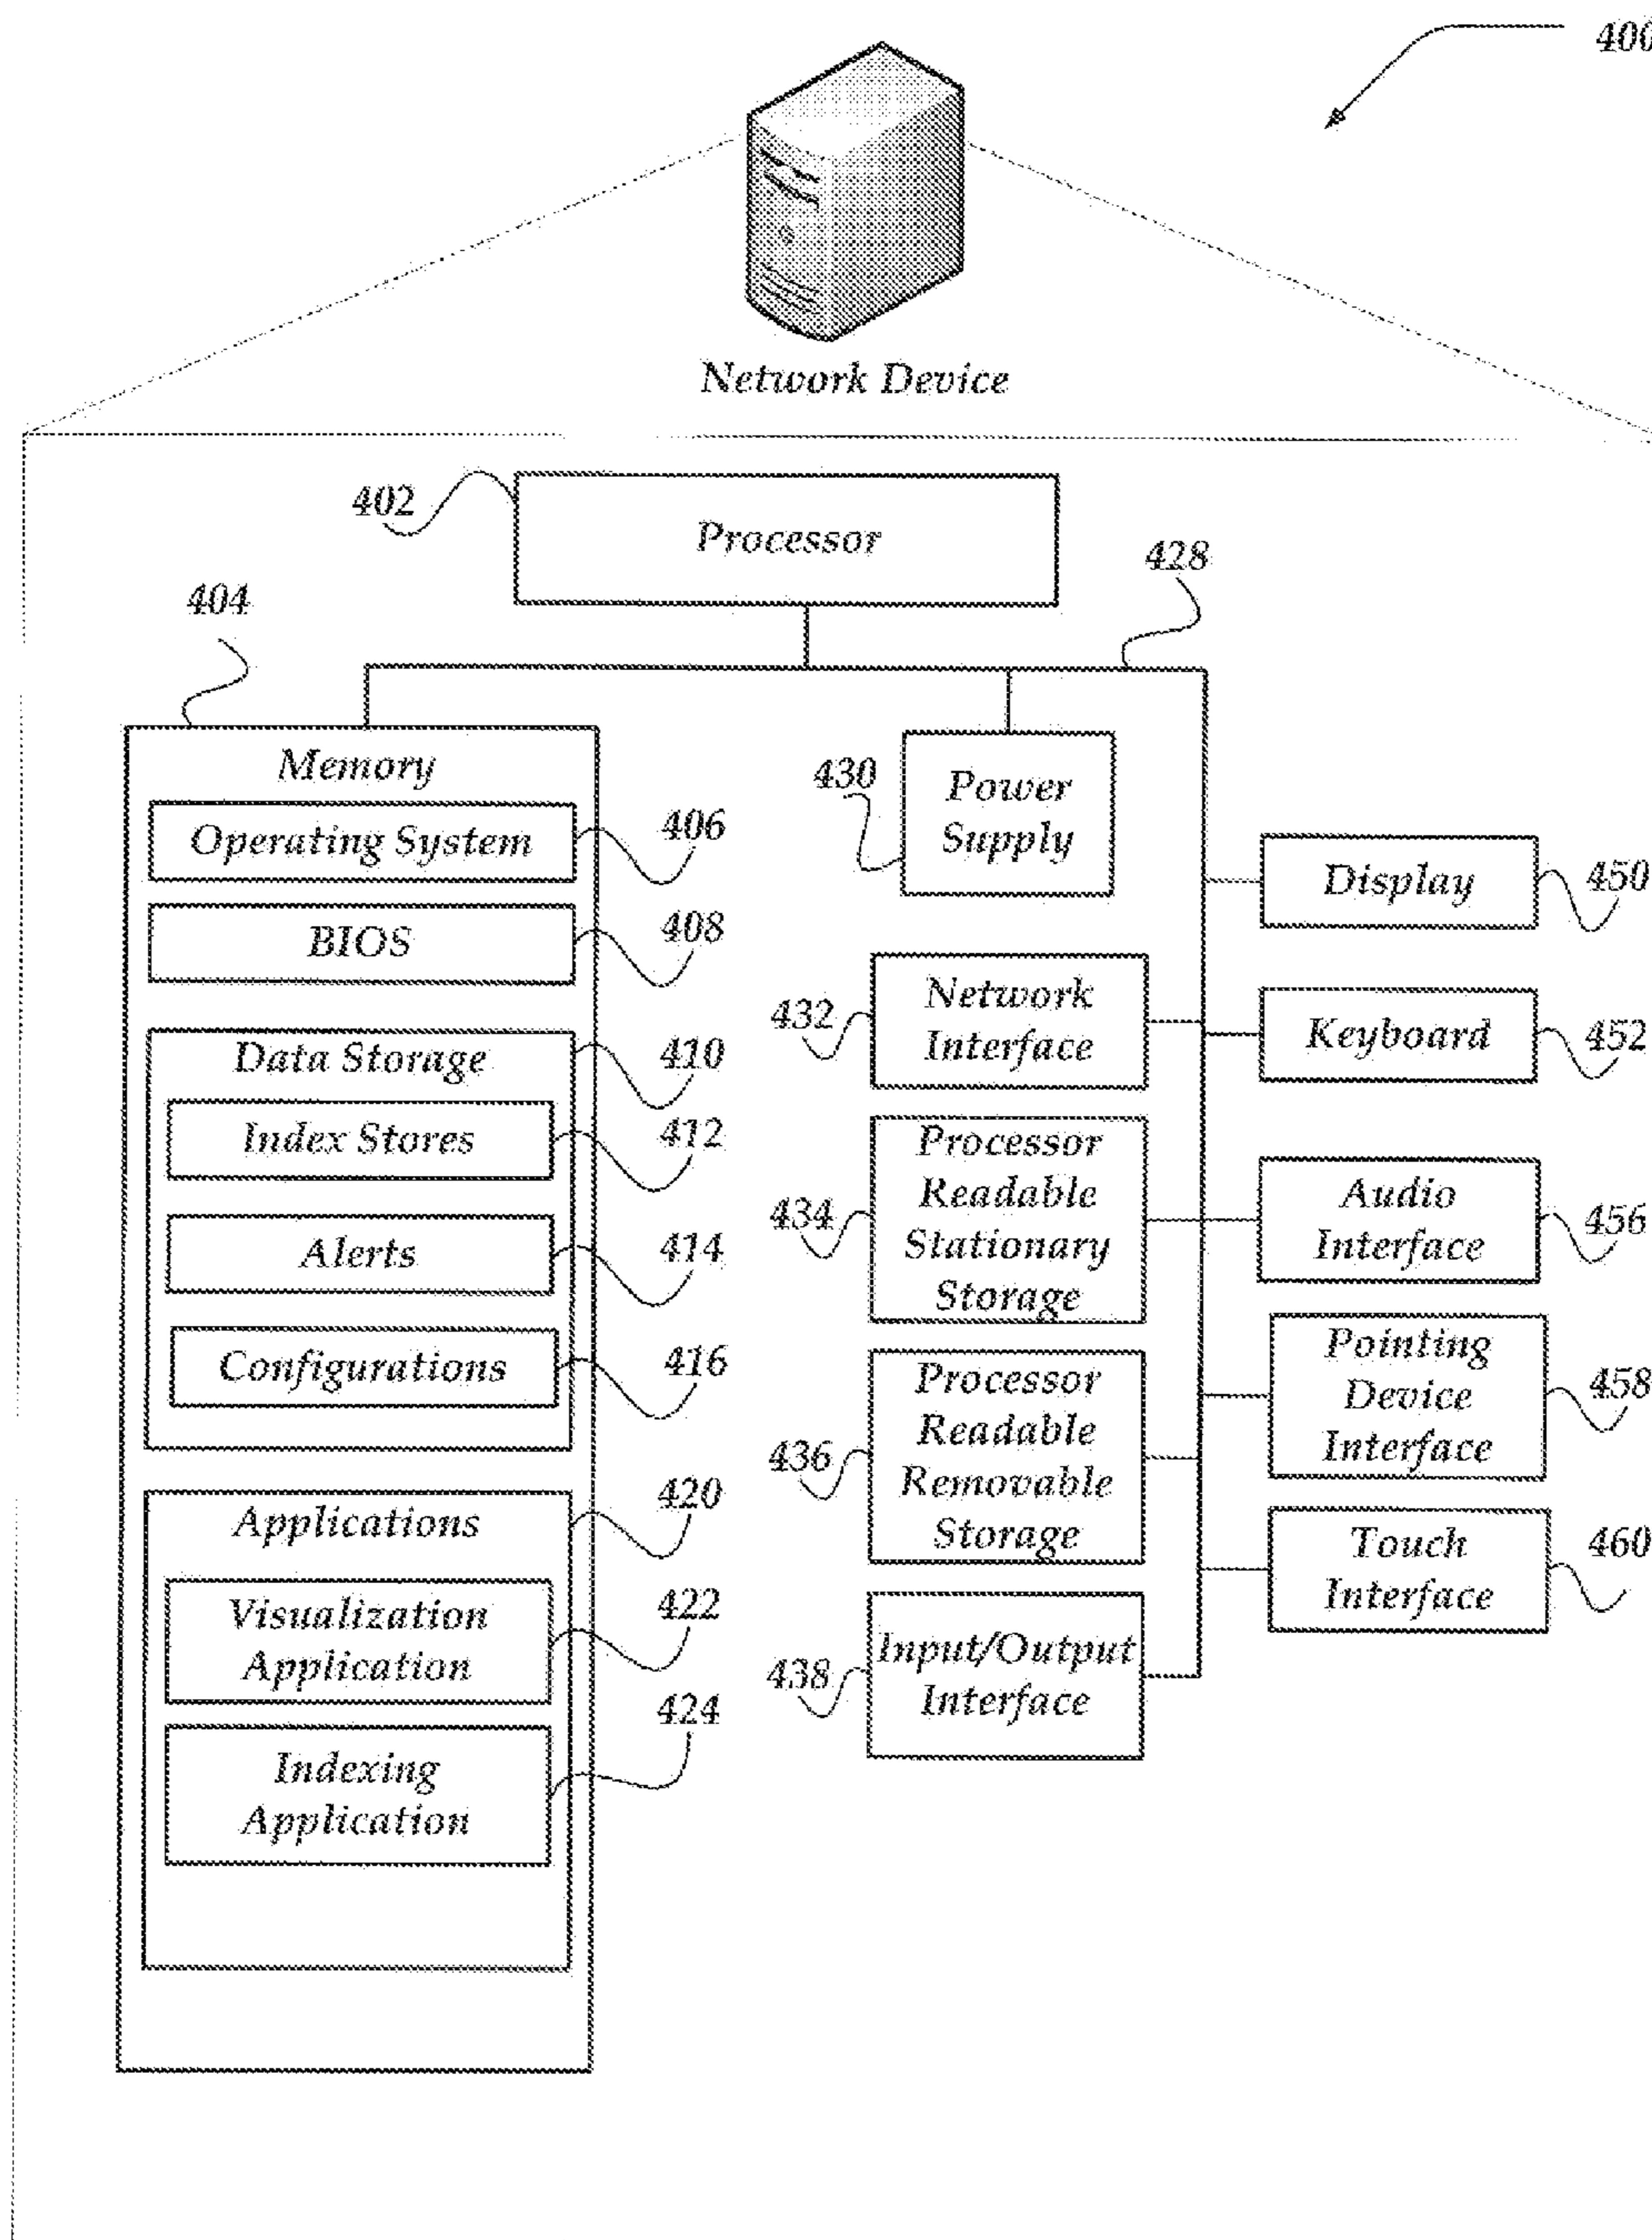 400
Network Device
402
Processor
428
404
Memory
Operating System
406
BIOS
408
Data Storage
410
Index Stores
412
Alerts
414
Configurations
416
Applications
420
Visualization
Application
422
Indexing
Application
424
430
Power
Supply
432
Network
Interface
434
Processor
Readable
Stationary
Storage
436
Processor
Readable
Removable
Storage
438
Input/Output
Interface
Display
450
Keyboard
452
Audio
Interface
456
Pointing
Device
Interface
458
Touch
Interface
460